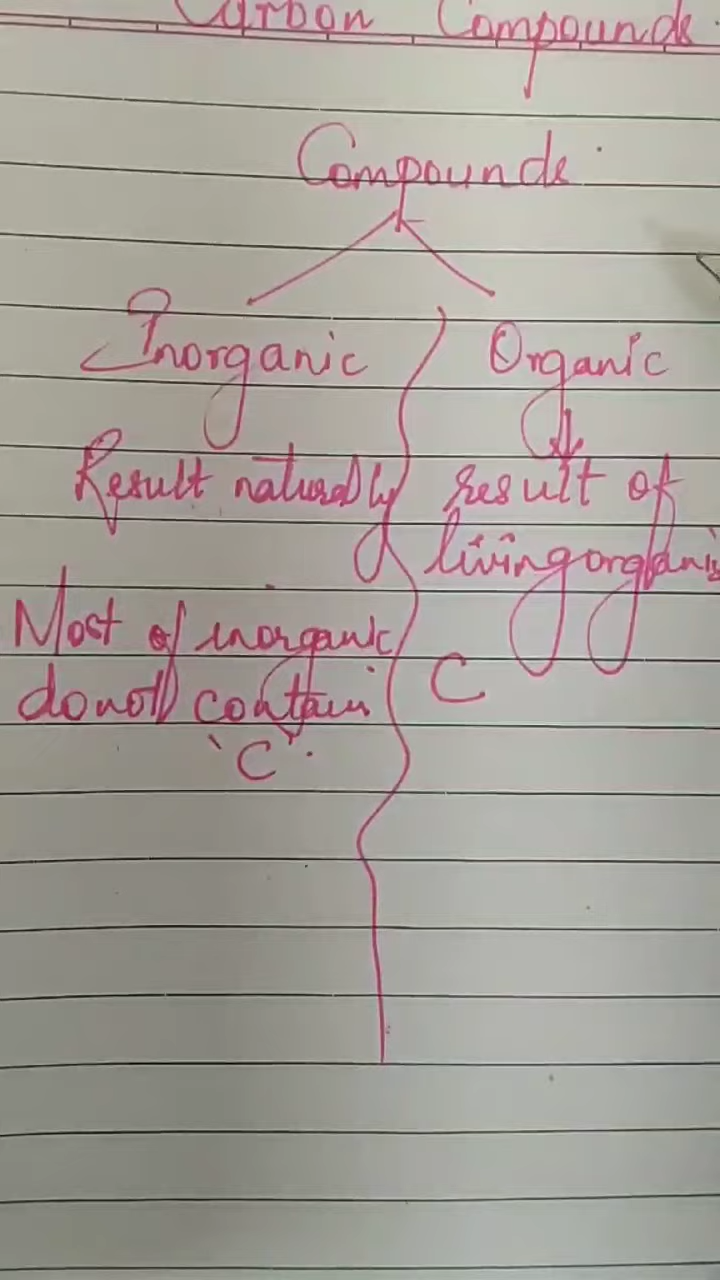 Carbon Compounds.
Compounds.
Inorganic
Organic
Result naturally
Most of inorganic
do not contain
'C'.
result of
living organis
C